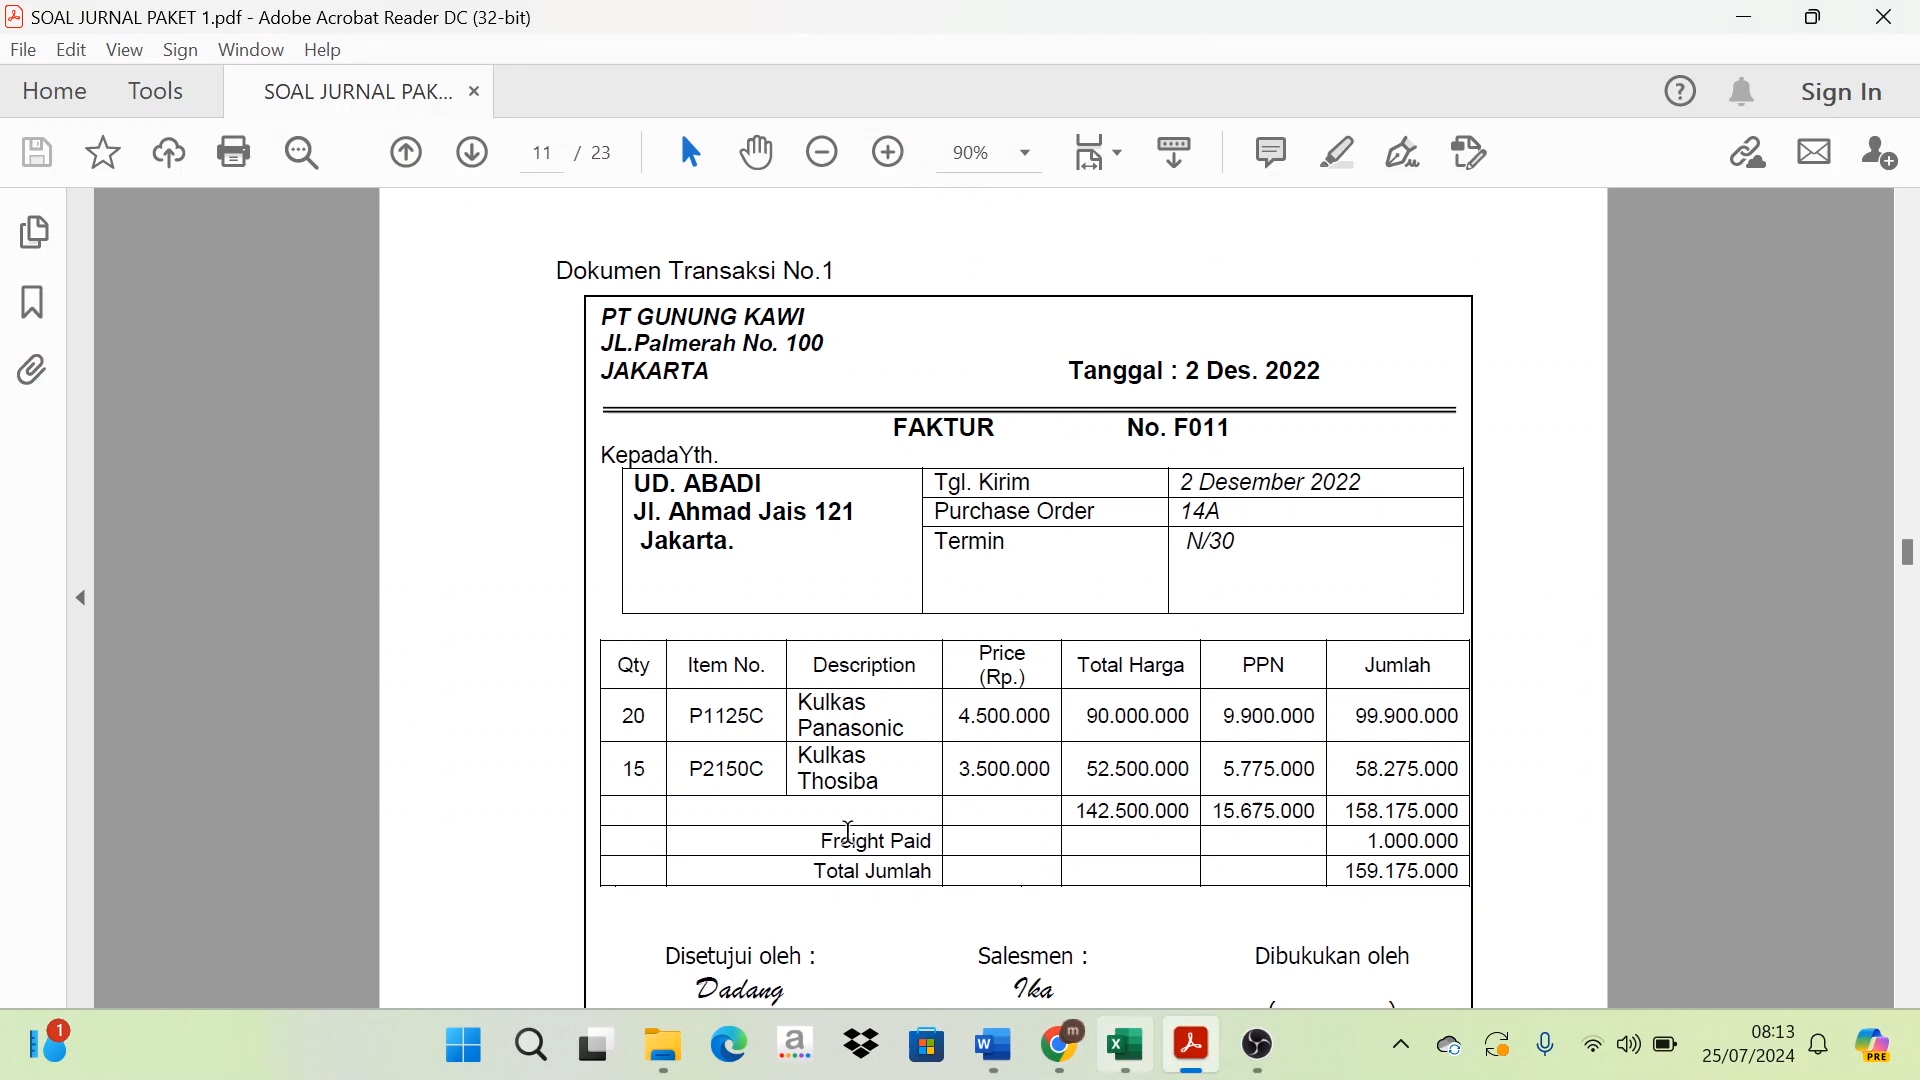 SOAL JURNAL PAKET 1.pdf - Adobe Acrobat Reader DC (32-bit)
File Edit View Sign Window Help
Home Tools SOAL JURNAL PAK... × Sign In
11 / 23 90%
Dokumen Transaksi No.1
PT GUNUNG KAWI
JL.Palmerah No. 100
JAKARTA Tanggal : 2 Des. 2022
FAKTUR No. F011
KepadaYth.
UD. ABADI Tgl. Kirim 2 Desember 2022
Jl. Ahmad Jais 121 Purchase Order 14A
Jakarta. Termin N/30
Qty Item No. Description Price (Rp.) Total Harga PPN Jumlah
20 P1125C Kulkas Panasonic 4.500.000 90.000.000 9.900.000 99.900.000
15 P2150C Kulkas Thosiba 3.500.000 52.500.000 5.775.000 58.275.000
142.500.000 15.675.000 158.175.000
Freight Paid 1.000.000
Total Jumlah 159.175.000
Disetujui oleh : Salesmen : Dibukukan oleh
Dadang Ika
1 a W m X PRE
08:13
25/07/2024